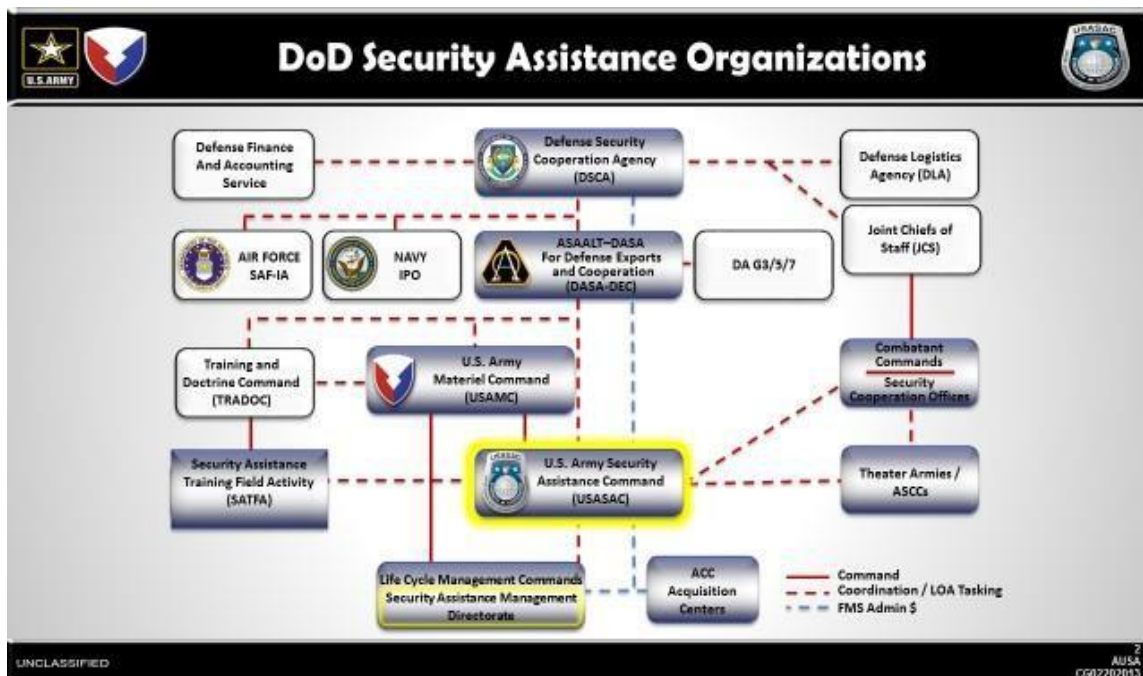 U.S.ARMY
DoD Security Assistance Organizations
USASAC
Defense Finance
And Accounting
Service
Defense Security
Cooperation Agency
(DSCA)
Defense Logistics
Agency (DLA)
AIR FORCE
SAF-IA
NAVY
IPO
ASAALT–DASA
For Defense Exports
and Cooperation
(DASA-DEC)
DA G3/5/7
Joint Chiefs of
Staff (JCS)
Training and
Doctrine Command
(TRADOC)
U.S. Army
Materiel Command
(USAMC)
Combatant
Commands
Security
Cooperation Offices
Security Assistance
Training Field Activity
(SATFA)
USASAC
U.S. Army Security
Assistance Command
(USASAC)
Theater Armies /
ASCCs
Life Cycle Management Commands
Security Assistance Management
Directorate
ACC
Acquisition
Centers
Command
Coordination / LOA Tasking
FMS Admin $
UNCLASSIFIED
2
AUSA
CG02202013